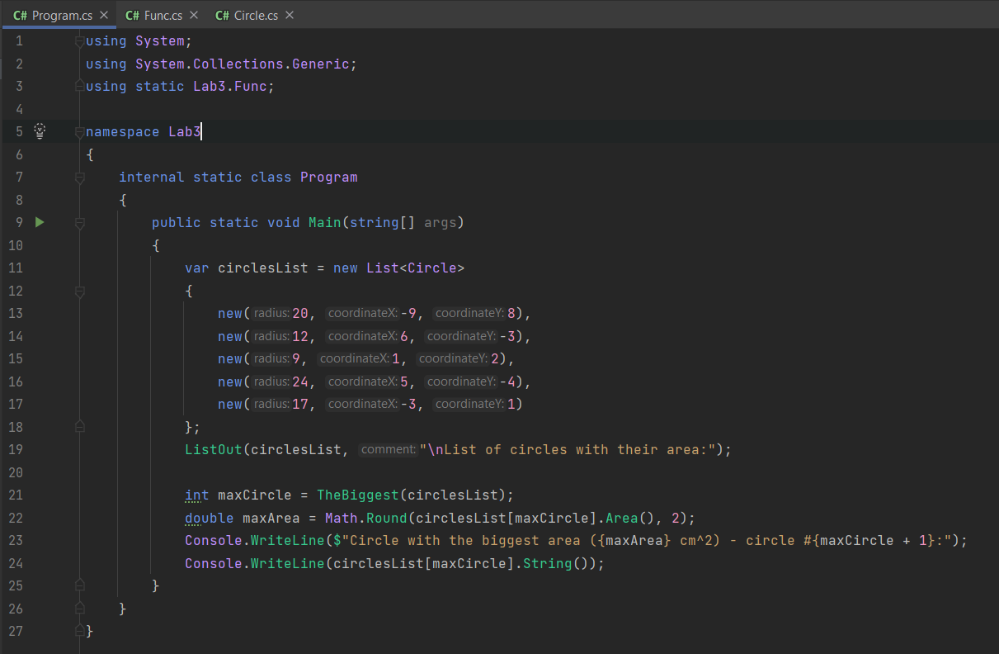 C# Program.cs × C# Func.cs × C# Circle.cs ×
1 using System;
2 using System.Collections.Generic;
3 using static Lab3.Func;
4
5 namespace Lab3
6 {
7 internal static class Program
8 {
9 public static void Main(string[] args)
10 {
11 var circlesList = new List<Circle>
12 {
13 new( radius: 20, coordinateX: -9, coordinateY: 8),
14 new( radius: 12, coordinateX: 6, coordinateY: -3),
15 new( radius: 9, coordinateX: 1, coordinateY: 2),
16 new( radius: 24, coordinateX: 5, coordinateY: -4),
17 new( radius: 17, coordinateX: -3, coordinateY: 1)
18 };
19 ListOut(circlesList, comment: "\nList of circles with their area:");
20
21 int maxCircle = TheBiggest(circlesList);
22 double maxArea = Math.Round(circlesList[maxCircle].Area(), 2);
23 Console.WriteLine($"Circle with the biggest area ({maxArea} cm^2) - circle #{maxCircle + 1}:");
24 Console.WriteLine(circlesList[maxCircle].String());
25 }
26 }
27 }